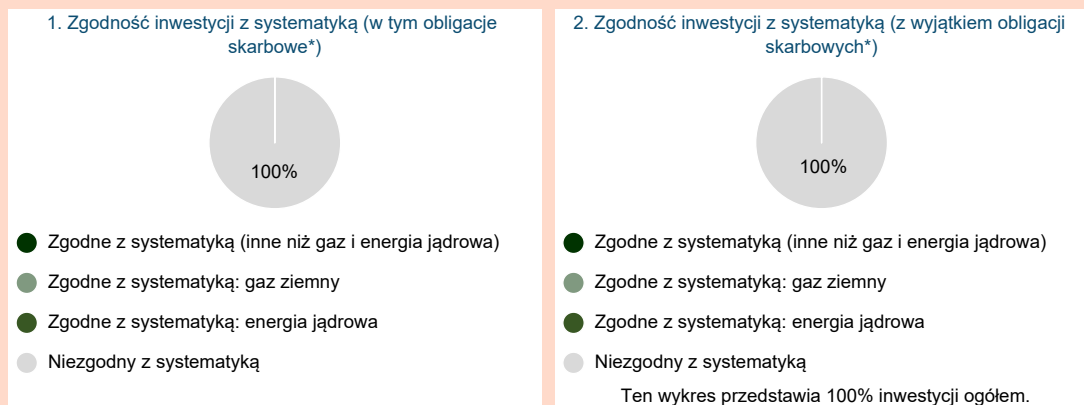 1. Zgodność inwestycji z systematyką (w tym obligacje
skarbowe*)
100%
Zgodne z systematyką (inne niż gaz i energia jądrowa)
Zgodne z systematyką: gaz ziemny
Zgodne z systematyką: energia jądrowa
Niezgodny z systematyką
2. Zgodność inwestycji z systematyką (z wyjątkiem obligacji
skarbowych*)
100%
Zgodne z systematyką (inne niż gaz i energia jądrowa)
Zgodne z systematyką: gaz ziemny
Zgodne z systematyką: energia jądrowa
Niezgodny z systematyką
Ten wykres przedstawia 100% inwestycji ogółem.